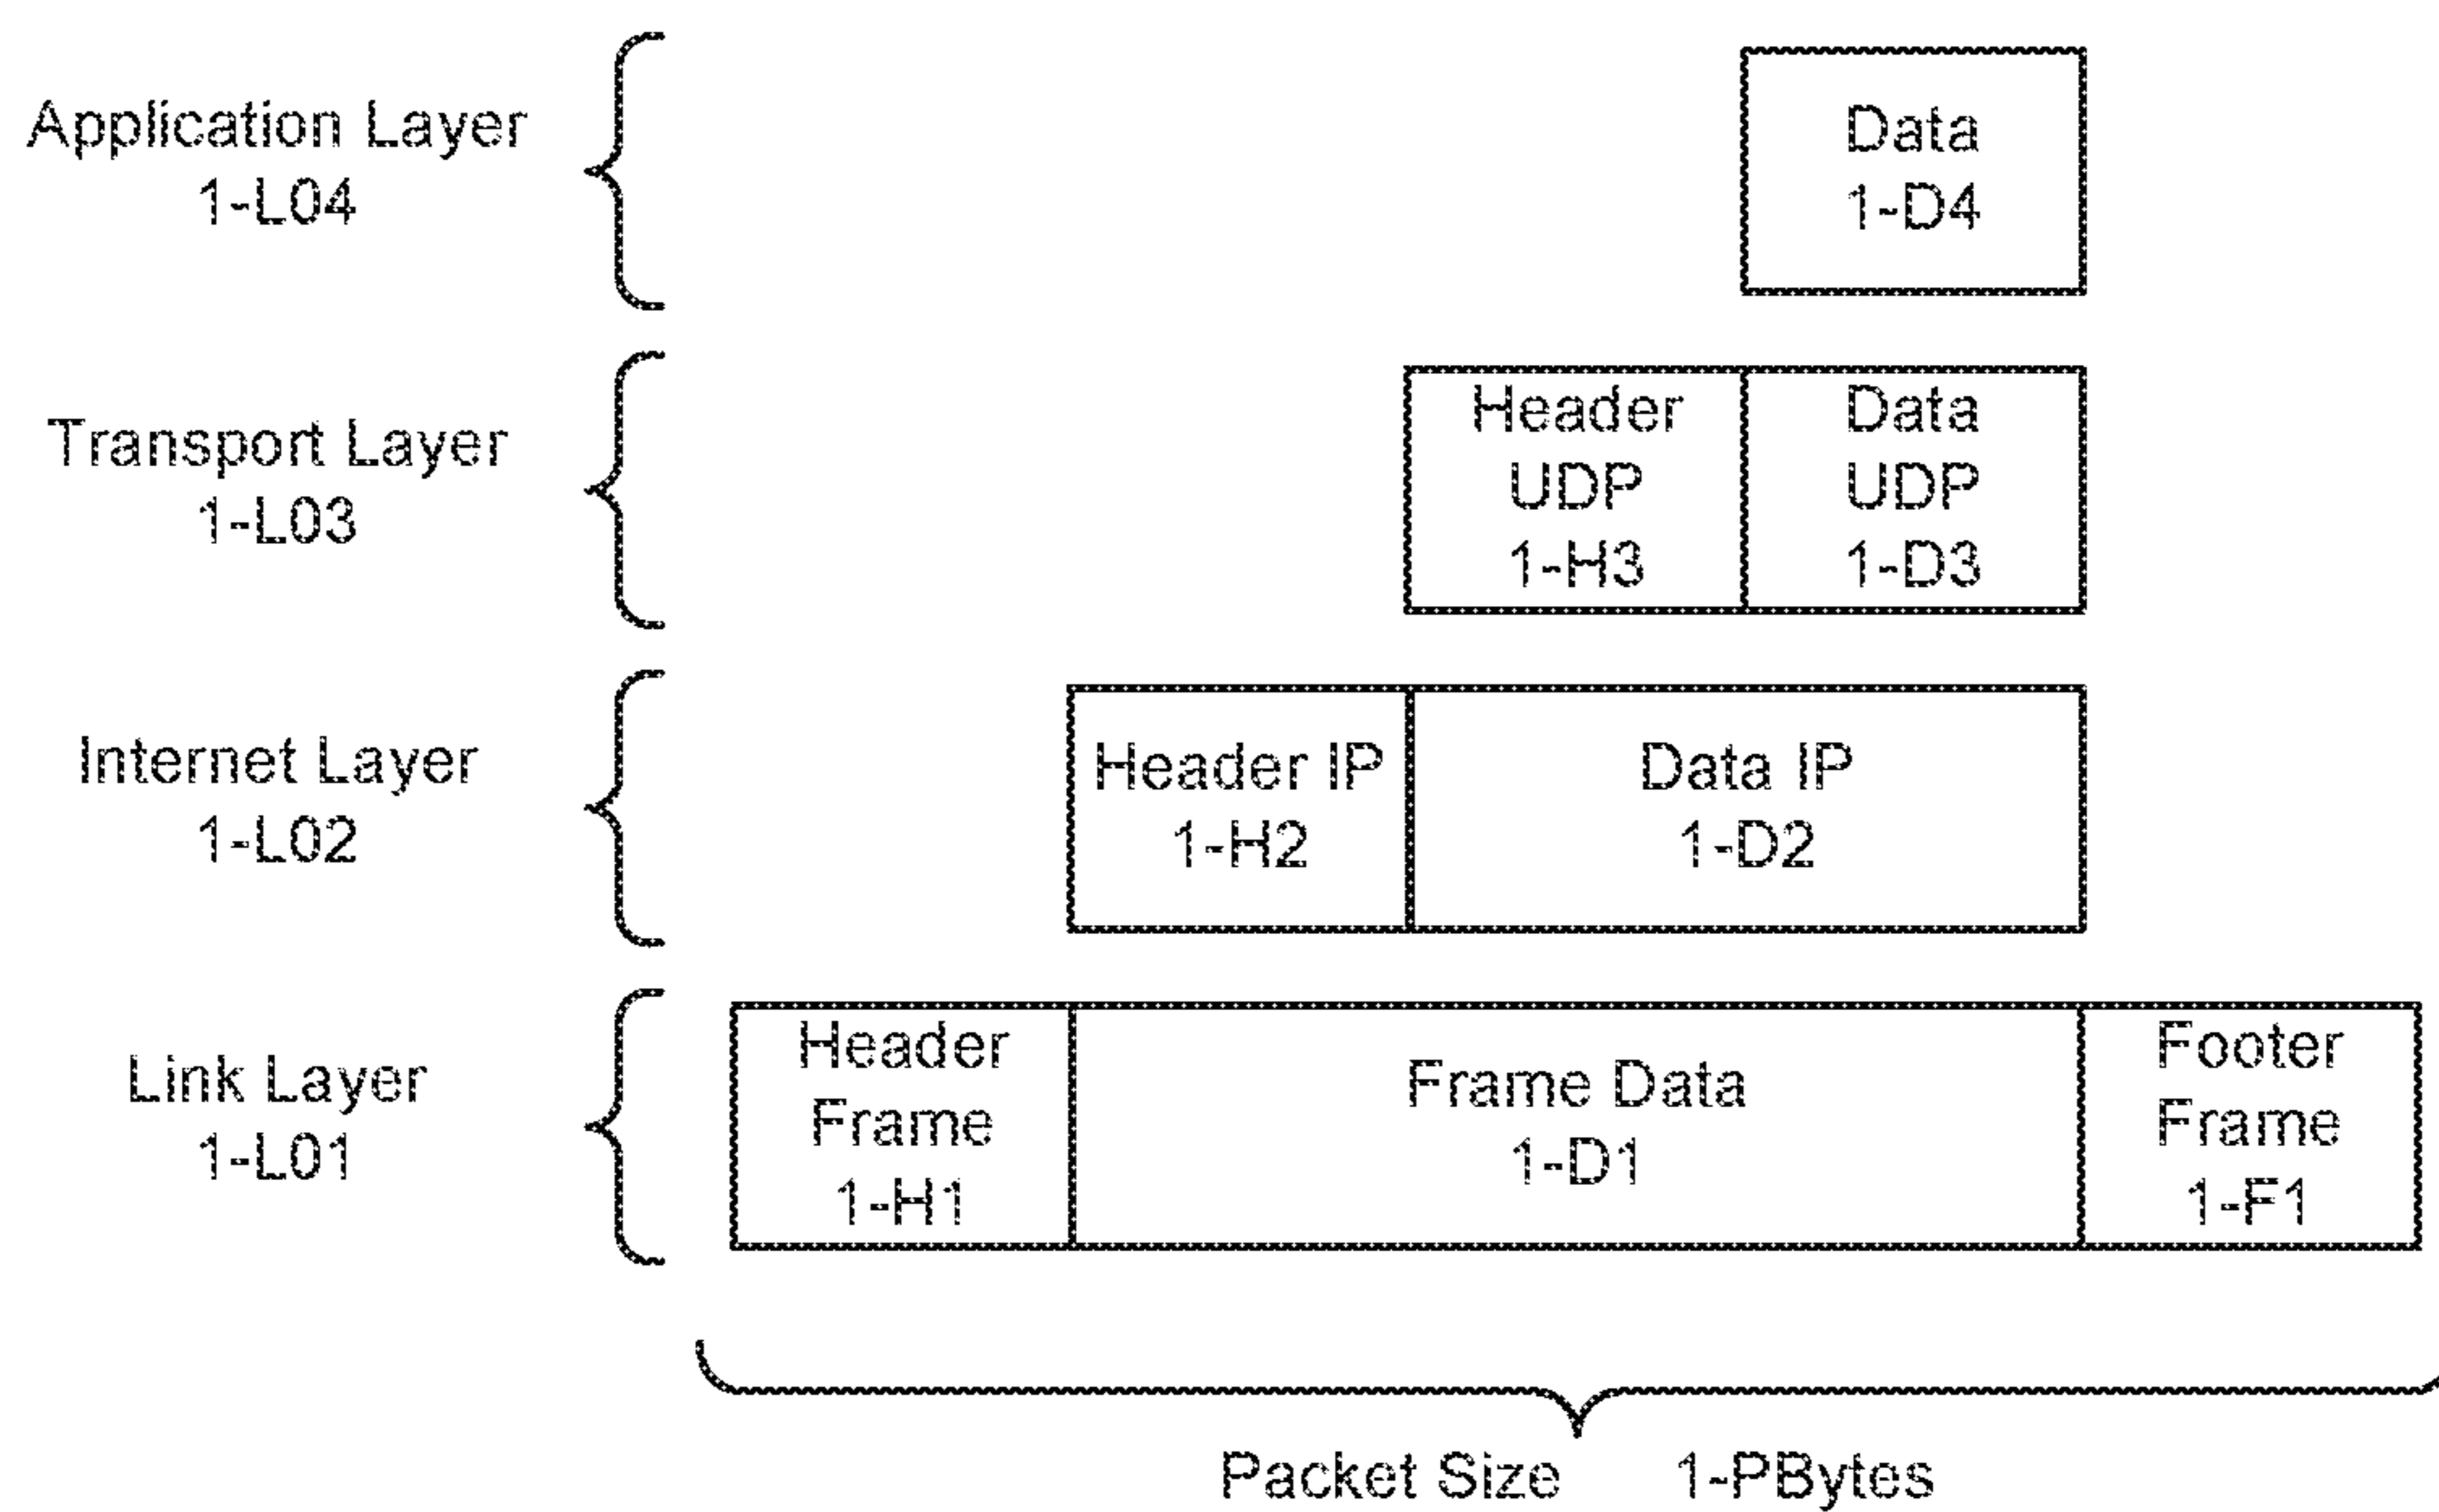 Application Layer
1-L04
Data
1-D4
Transport Layer
1-L03
Header
UDP
1-H3
Data
UDP
1-D3
Internet Layer
1-L02
Header IP
1-H2
Data IP
1-D2
Link Layer
1-L01
Header
Frame
1-H1
Frame Data
1-D1
Footer
Frame
1-F1
Packet Size 1-PBytes